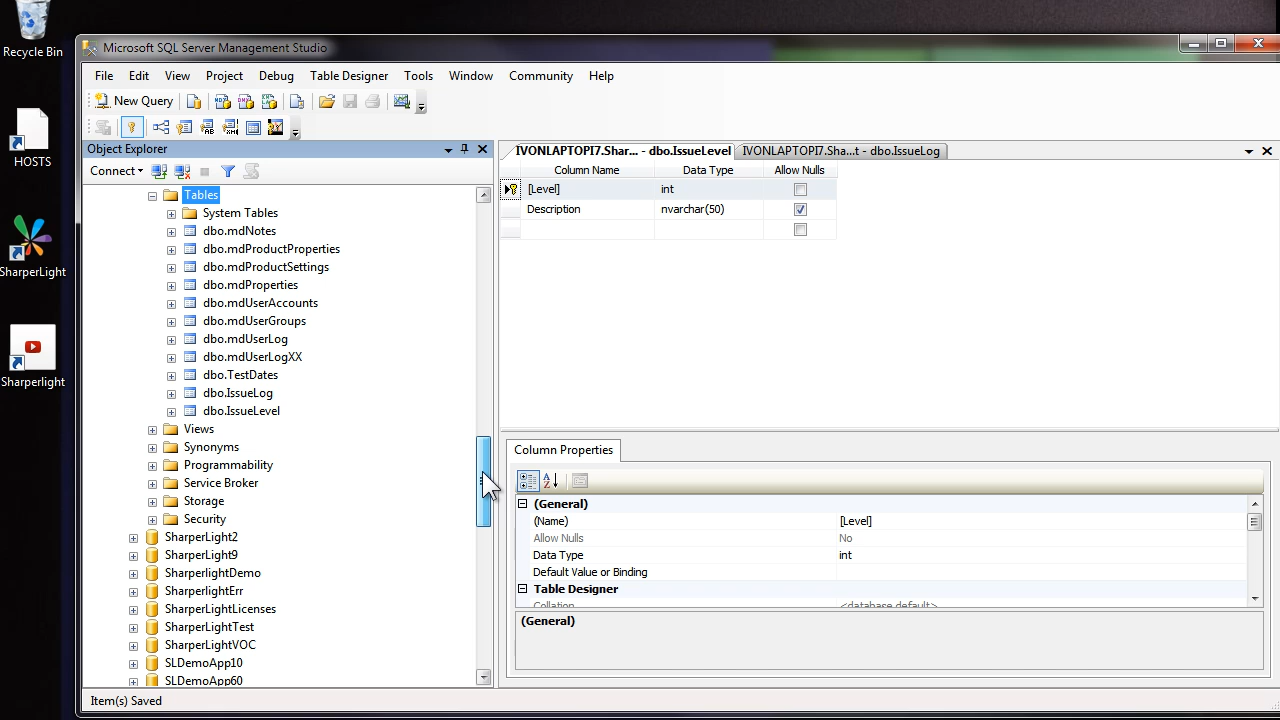 Recycle Bin
HOSTS
SharperLight
Sharperlight
Microsoft SQL Server Management Studio
File Edit View Project Debug Table Designer Tools Window Community Help
New Query
Object Explorer
Connect
Tables
System Tables
dbo.mdNotes
dbo.mdProductProperties
dbo.mdProductSettings
dbo.mdProperties
dbo.mdUserAccounts
dbo.mdUserGroups
dbo.mdUserLog
dbo.mdUserLogXX
dbo.TestDates
dbo.IssueLog
dbo.IssueLevel
Views
Synonyms
Programmability
Service Broker
Storage
Security
SharperLight2
SharperLight9
SharperlightDemo
SharperlightErr
SharperLightLicenses
SharperLightTest
SharperLightVOC
SLDemoApp10
SLDemoApp60
IVONLAPTOPI7.Shar... - dbo.IssueLevel IVONLAPTOPI7.Sha...t - dbo.IssueLog
Column Name Data Type Allow Nulls
[Level] int
Description nvarchar(50)
Column Properties
(General)
(Name) [Level]
Allow Nulls No
Data Type int
Default Value or Binding
Table Designer
Collation <database default>
(General)
Item(s) Saved